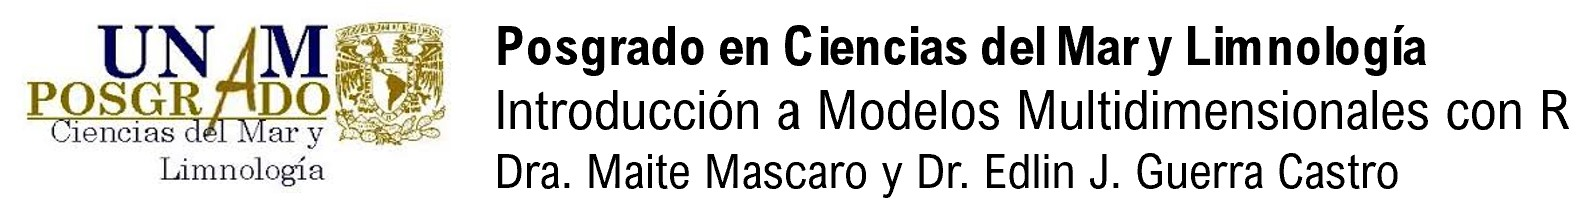 UNAM
POSGRADO
Ciencias del Mar y
Limnología
Posgrado en Ciencias del Mar y Limnología
Introducción a Modelos Multidimensionales con R
Dra. Maite Mascaro y Dr. Edlin J. Guerra Castro